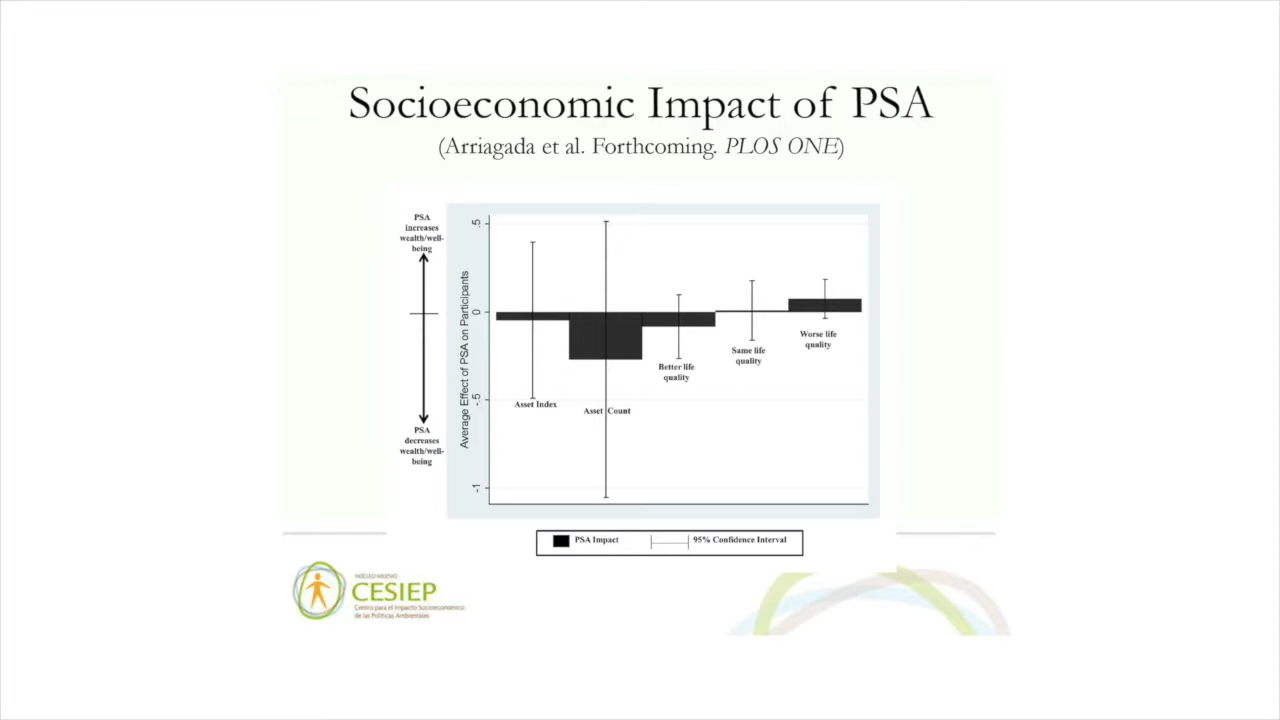 Socioeconomic Impact of PSA
(Arriagada et al. Forthcoming. PLOS ONE)
PSA
increases
wealth/well-
being
PSA
decreases
wealth/well-
being
Average Effect of PSA on Participants
.5
0
-.5
-1
Asset Index
Asset Count
Better life
quality
Same life
quality
Worse life
quality
PSA Impact
95% Confidence Interval
NÚCLEO MILENIO
CESIEP
Centro para el Impacto Socioeconómico
de las Políticas Ambientales